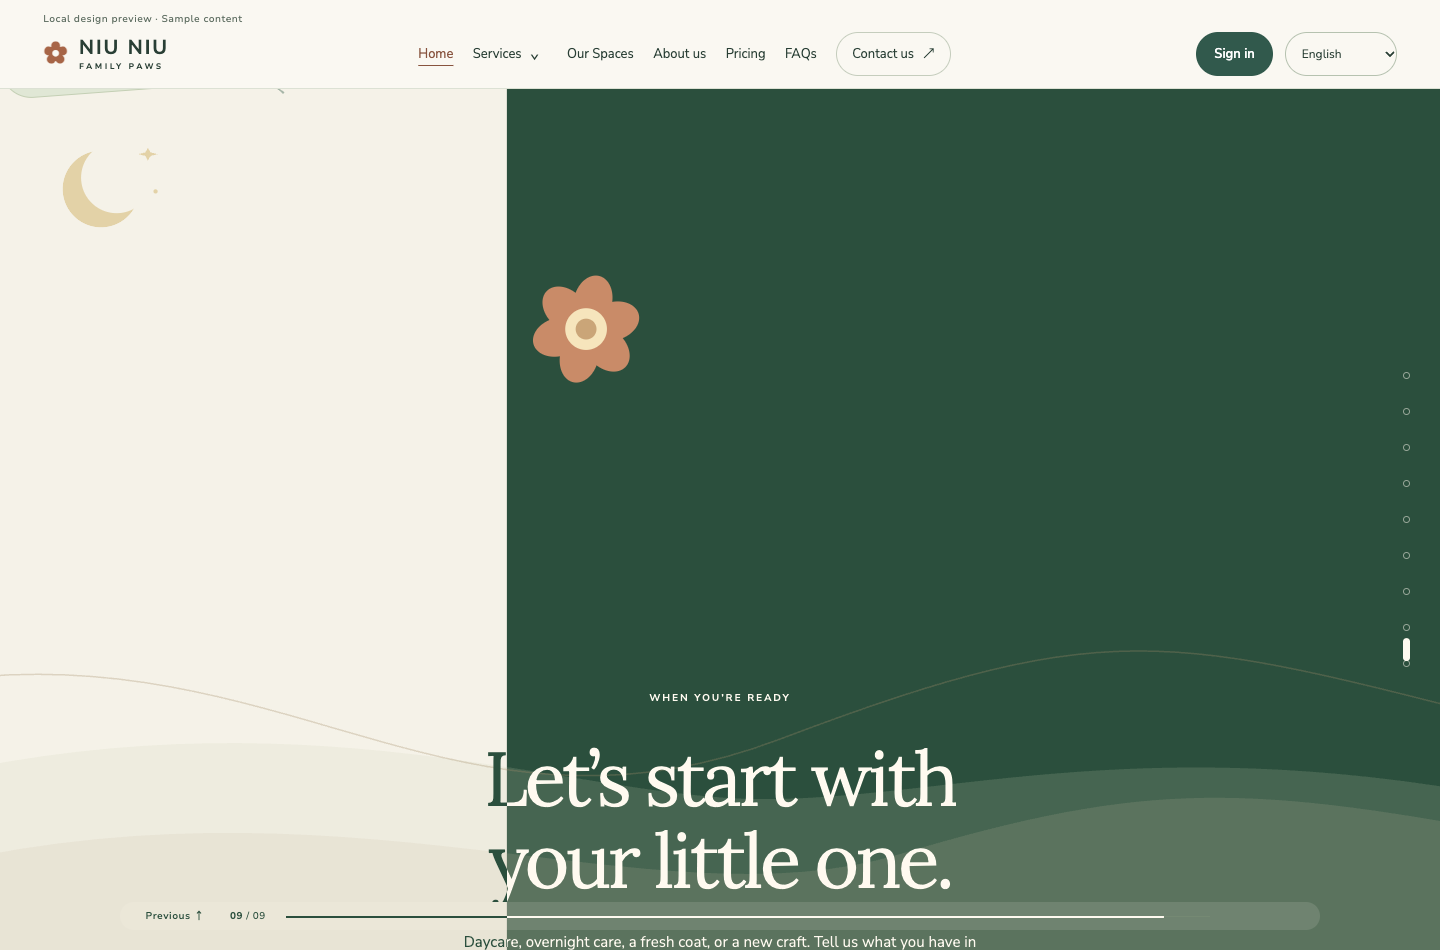 Local design preview · Sample content
NIU NIU
FAMILY PAWS
Home
Services
Our Spaces
About us
Pricing
FAQs
Contact us ↗
Sign in
English
WHEN YOU'RE READY
Let’s start with
your little one.
Previous ↑
09 / 09
Daycare, overnight care, a fresh coat, or a new craft. Tell us what you have in